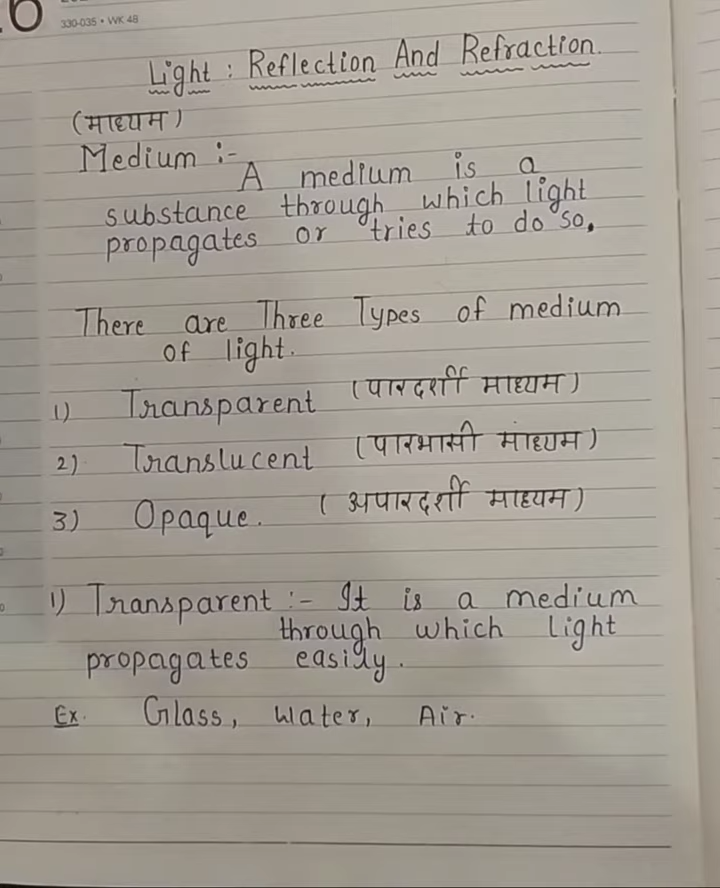 330-035 • WK 48
Light : Reflection And Refraction.
(माध्यम)
Medium :-
A medium is a
substance through which light
propagates or tries to do so.
There are Three Types of medium
of light.
1) Transparent (पारदर्शी माध्यम)
2) Translucent (पारभासी माध्यम)
3) Opaque. (अपारदर्शी माध्यम)
1) Transparent :- It is a medium
through which light
propagates easily.
Ex. Glass, Water, Air.